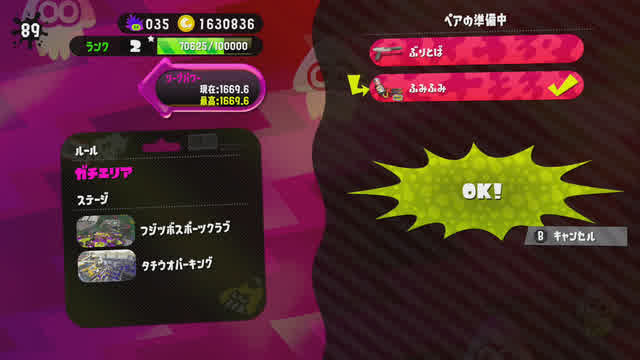 89
035
1630836
ランク 2 70625/100000
リーグパワー
現在:1669.6
最高:1669.6
ルール
ガチエリア
ステージ
フジツボスポーツクラブ
タチウオパーキング
ペアの準備中
ぷりとば
ふみふみ
OK!
B キャンセル